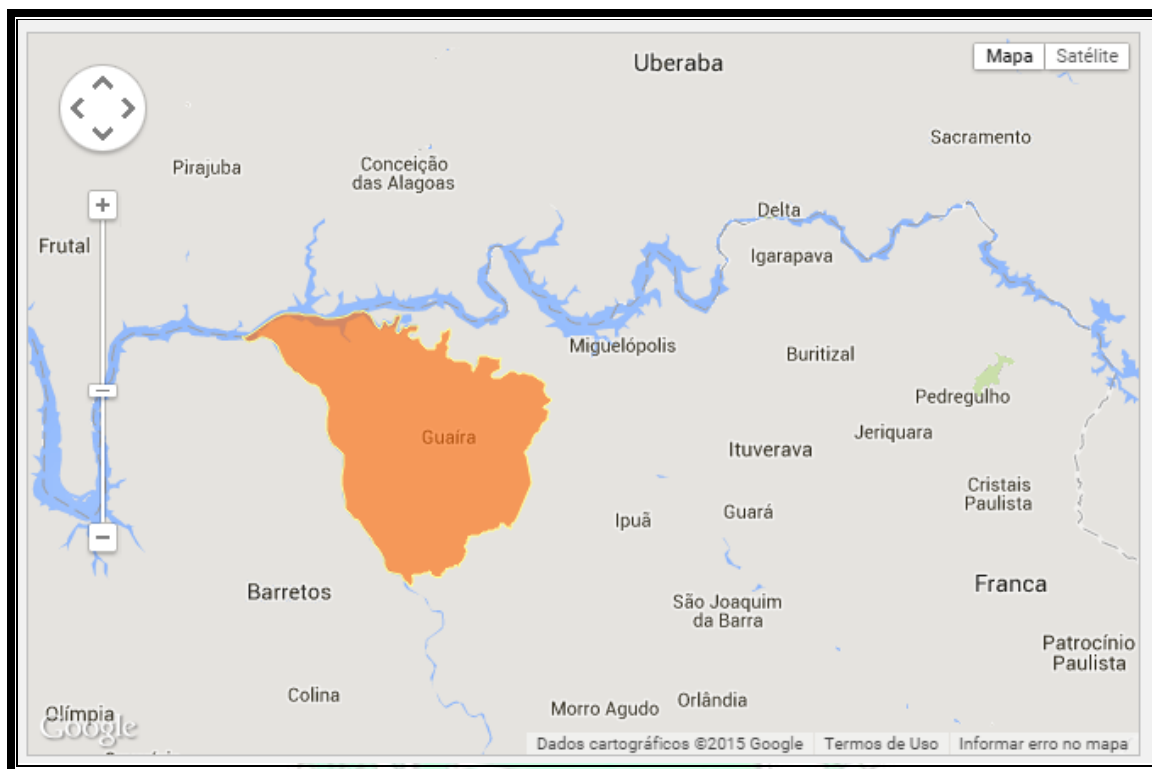 Uberaba
Mapa
Satélite
Sacramento
Pirajuba
Conceição
das Alagoas
Delta
Frutal
Igarapava
Miguelópolis
Buritizal
Pedregulho
Guaíra
Jeriquara
Ituverava
Cristais
Paulista
Ipuã
Guará
Franca
Barretos
São Joaquim
da Barra
Patrocínio
Paulista
Colina
Orlândia
Morro Agudo
Olímpia
Google
Dados cartográficos ©2015 Google
Termos de Uso
Informar erro no mapa